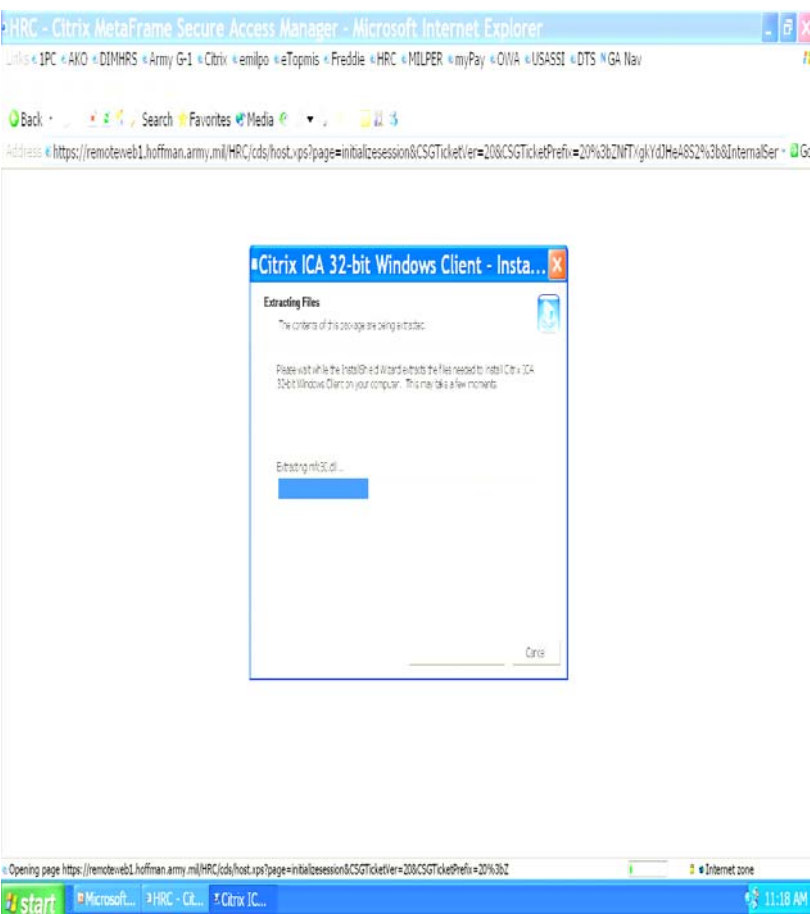 HRC - Citrix MetaFrame Secure Access Manager - Microsoft Internet Explorer
Links 1PC AKO DIMHRS Army G-1 Citrix emilpo eTopmis Freddie HRC MILPER myPay OWA USASSI DTS NGA Nav
Back Search Favorites Media
Address https://remoteweb1.hoffman.army.mil/HRC/cds/host.xps?page=initializesession&CSGTicketVer=20&CSGTicketPrefix=20%3bZNfTXgkYdJHeA8S2%3b&InternalSer Go
Citrix ICA 32-bit Windows Client - Insta...
Extracting Files
The contents of this package are being extracted.
Please wait while the InstallShield Wizard extracts the files needed to install Citrix ICA
32-bit Windows Client on your computer. This may take a few moments.
Extracting mfc30.dll...
Cancel
Opening page https://remoteweb1.hoffman.army.mil/HRC/cds/host.xps?page=initializesession&CSGTicketVer=20&CSGTicketPrefix=20%3bZ
Internet zone
start Microsoft... HRC - Cit... Citrix IC... 11:18 AM